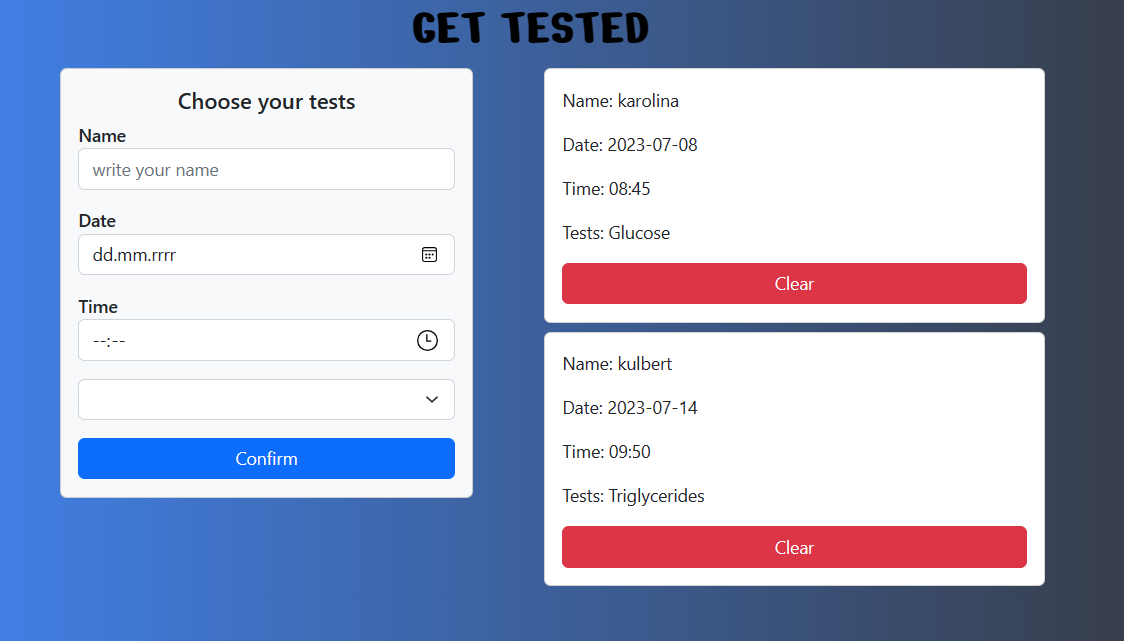 GET TESTED
Choose your tests
Name
write your name
Date
dd.mm.rrrr
Time
--:--
Confirm
Name: karolina
Date: 2023-07-08
Time: 08:45
Tests: Glucose
Clear
Name: kulbert
Date: 2023-07-14
Time: 09:50
Tests: Triglycerides
Clear